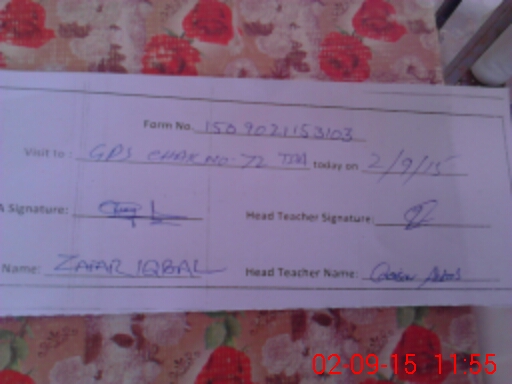 Form No. 1509021153103
Visit to : GPS CHAK NO. 72 TDA today on 2/9/15
A Signature: Head Teacher Signature:
Name: ZAFAR IQBAL Head Teacher Name:
02-09-15 11:55